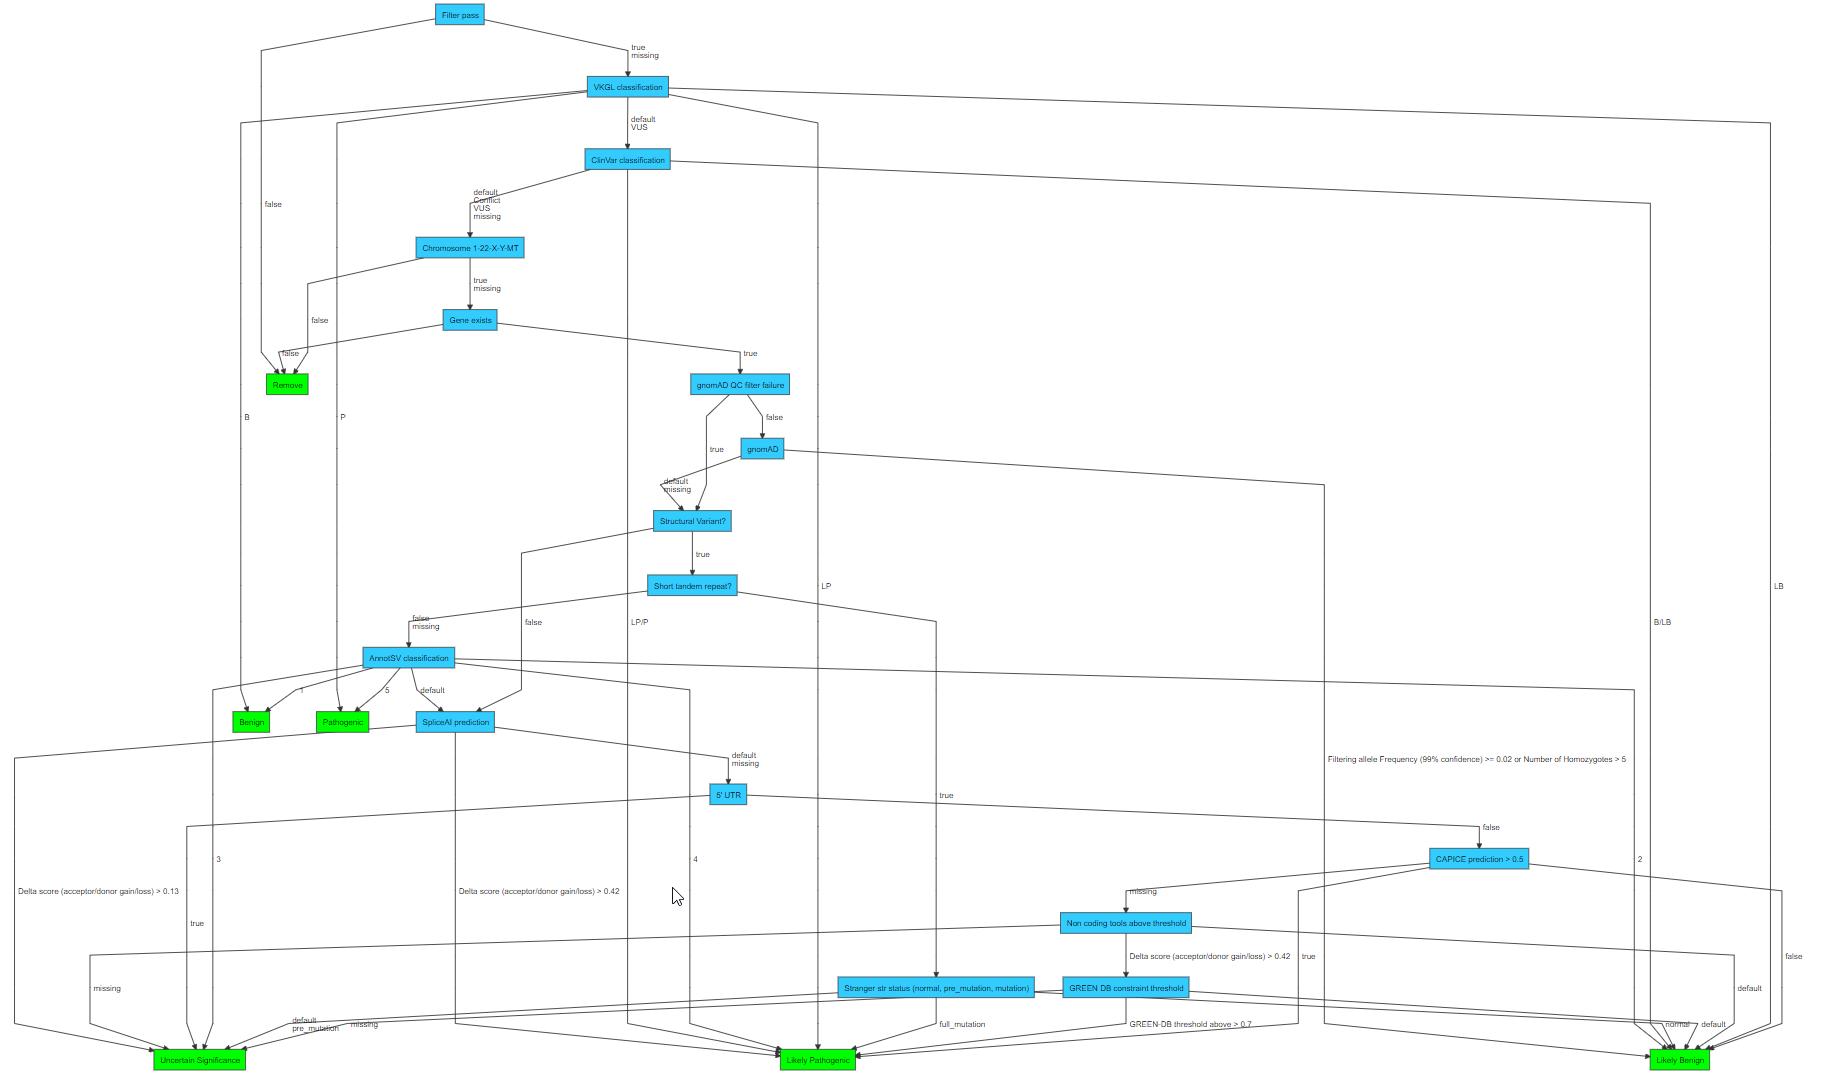 Filter pass
true
missing
VKGL classification
default
VUS
ClinVar classification
default
Conflict
VUS
missing
false
Chromosome 1-22-X-Y-MT
true
missing
Gene exists
false
false
true
Remove
gnomAD QC filter failure
B
P
false
gnomAD
true
default
missing
Structural Variant?
true
Short tandem repeat?
LP
LB
false
missing
false
LP/P
B/LB
AnnotSV classification
1
5
default
Benign
Pathogenic
SpliceAI prediction
default
missing
Filtering allele Frequency (99% confidence) >= 0.02 or Number of Homozygotes > 5
5' UTR
true
false
3
4
CAPICE prediction > 0.5
2
Delta score (acceptor/donor gain/loss) > 0.13
Delta score (acceptor/donor gain/loss) > 0.42
missing
true
Non coding tools above threshold
Delta score (acceptor/donor gain/loss) > 0.42
true
false
missing
Stranger str status (normal, pre_mutation, mutation)
GREEN DB constraint threshold
default
default
pre_mutation
missing
full_mutation
GREEN-DB threshold above > 0.7
normal
default
Uncertain Significance
Likely Pathogenic
Likely Benign